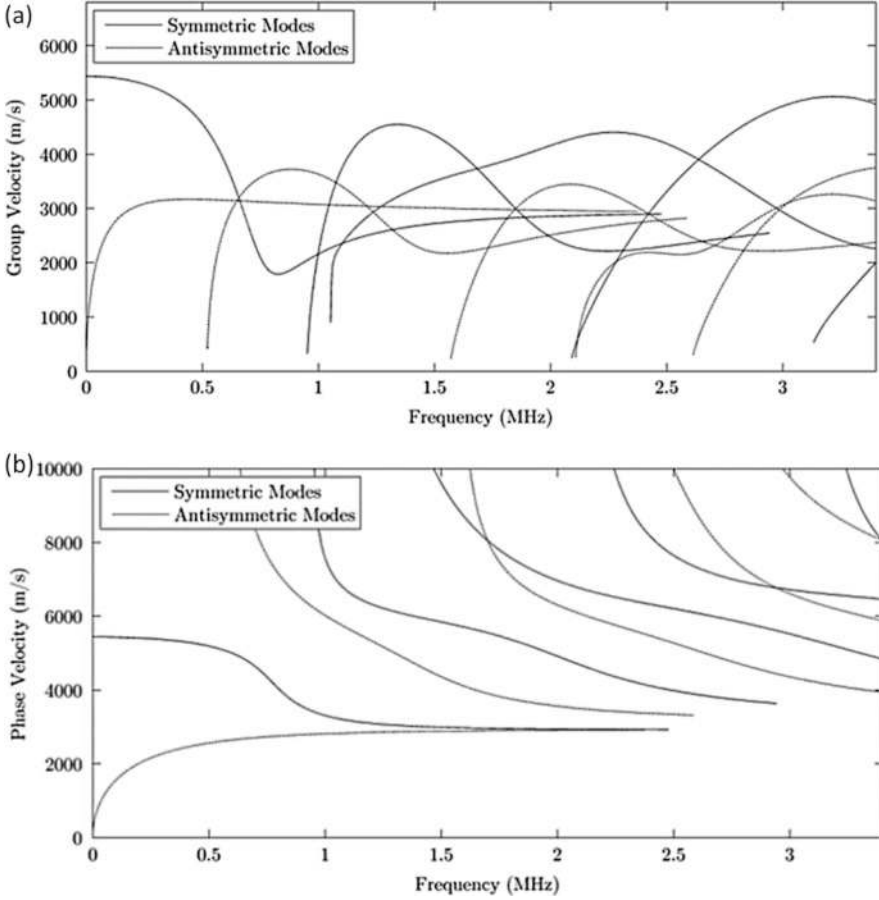 (a)
Symmetric Modes
Antisymmetric Modes
Group Velocity (m/s)
6000
5000
4000
3000
2000
1000
0
0 0.5 1 1.5 2 2.5 3
Frequency (MHz)
(b)
Symmetric Modes
Antisymmetric Modes
Phase Velocity (m/s)
10000
8000
6000
4000
2000
0
0 0.5 1 1.5 2 2.5 3
Frequency (MHz)